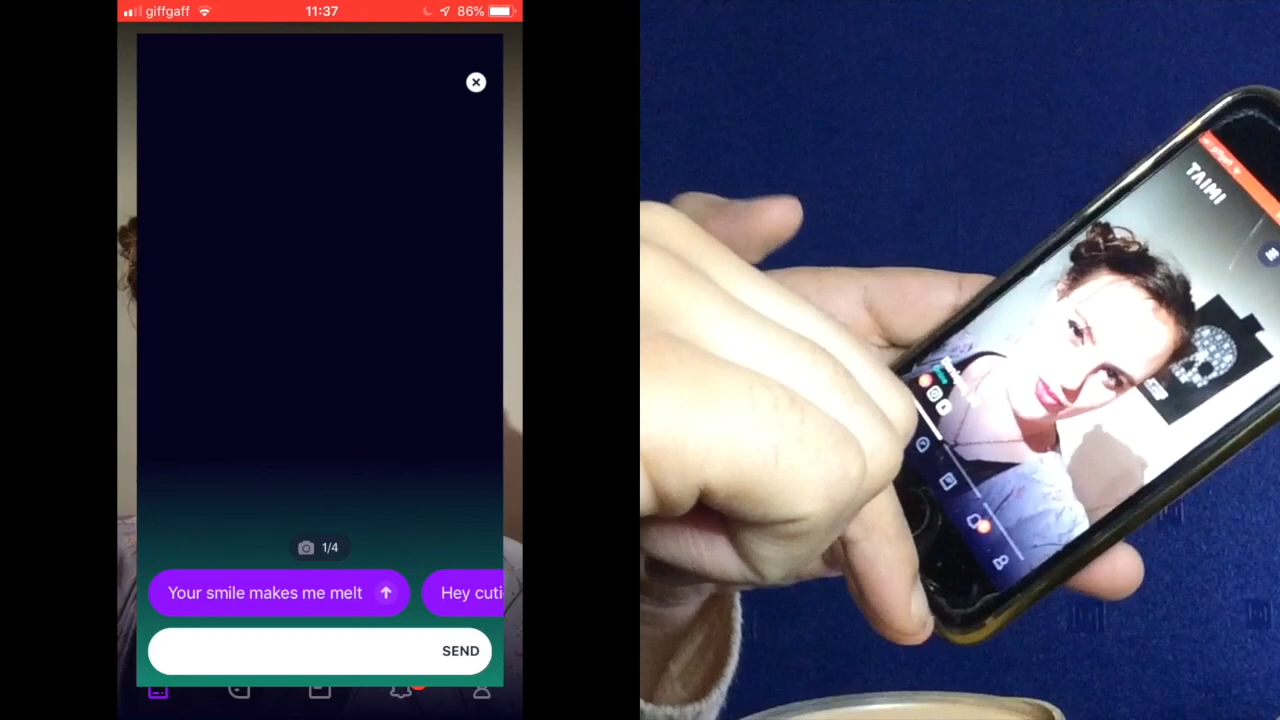 giffgaff 11:37 86%
1/4
Your smile makes me melt
Hey cuti
SEND
TAIMI